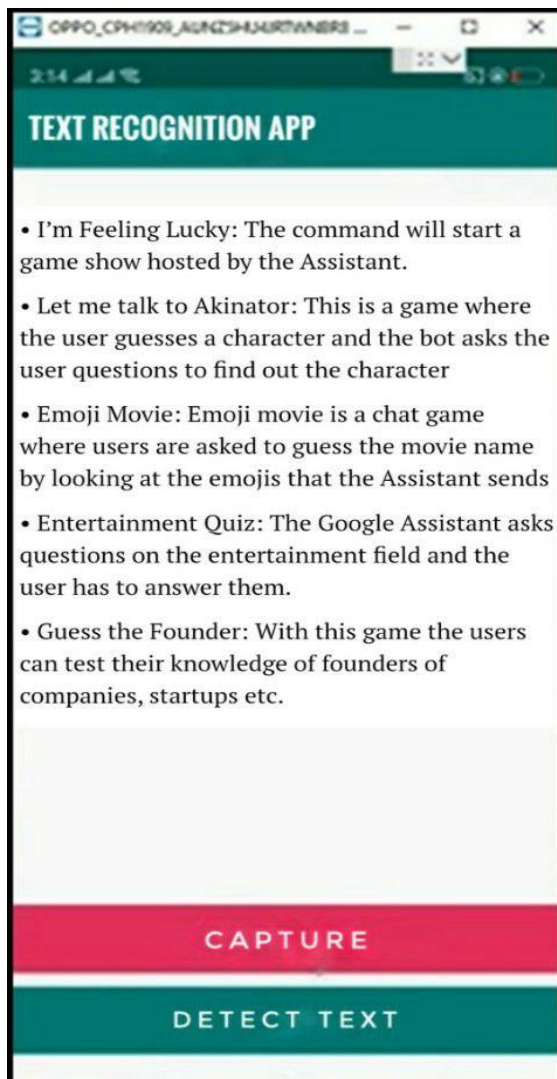 2:14
TEXT RECOGNITION APP
• I’m Feeling Lucky: The command will start a
game show hosted by the Assistant.
• Let me talk to Akinator: This is a game where
the user guesses a character and the bot asks the
user questions to find out the character
• Emoji Movie: Emoji movie is a chat game
where users are asked to guess the movie name
by looking at the emojis that the Assistant sends
• Entertainment Quiz: The Google Assistant asks
questions on the entertainment field and the
user has to answer them.
• Guess the Founder: With this game the users
can test their knowledge of founders of
companies, startups etc.
CAPTURE
DETECT TEXT